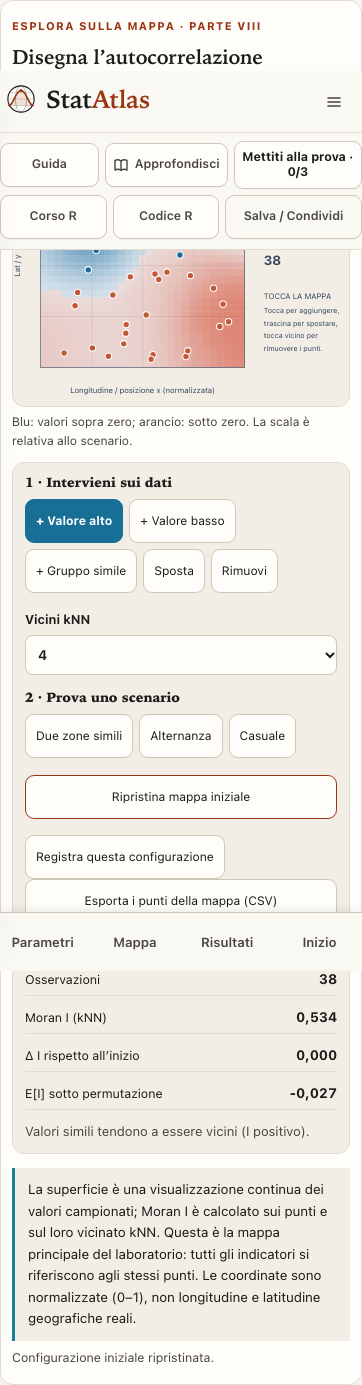 ESPLORA SULLA MAPPA · PARTE VIII
Disegna l’autocorrelazione
StatAtlas
Guida
Approfondisci
Mettiti alla prova ·
0/3
Corso R
Codice R
Salva / Condividi
Lat / y
38
TOCCA LA MAPPA
Tocca per aggiungere,
trascina per spostare,
tocca vicino per
rimuovere i punti.
Longitudine / posizione x (normalizzata)
Blu: valori sopra zero; arancio: sotto zero. La scala è
relativa allo scenario.
1 · Intervieni sui dati
+ Valore alto
+ Valore basso
+ Gruppo simile
Sposta
Rimuovi
Vicini kNN
4
2 · Prova uno scenario
Due zone simili
Alternanza
Casuale
Ripristina mappa iniziale
Registra questa configurazione
Esporta i punti della mappa (CSV)
Parametri
Mappa
Risultati
Inizio
Osservazioni 38
Moran I (kNN) 0,534
Δ I rispetto all’inizio 0,000
E[I] sotto permutazione -0,027
Valori simili tendono a essere vicini (I positivo).
La superficie è una visualizzazione continua dei
valori campionati; Moran I è calcolato sui punti e
sul loro vicinato kNN. Questa è la mappa
principale del laboratorio: tutti gli indicatori si
riferiscono agli stessi punti. Le coordinate sono
normalizzate (0–1), non longitudine e latitudine
geografiche reali.
Configurazione iniziale ripristinata.